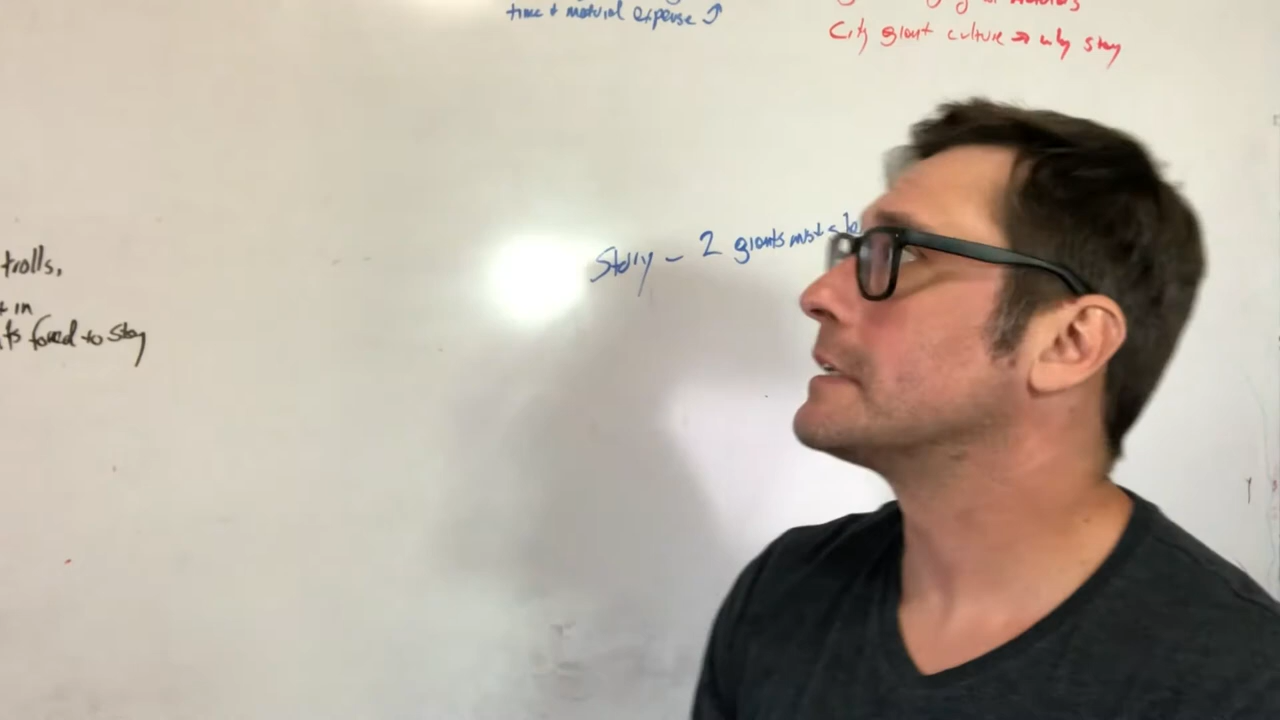 time + material expense
City giant culture → why stay
Story - 2 giants must
trolls,
in
forced to stay